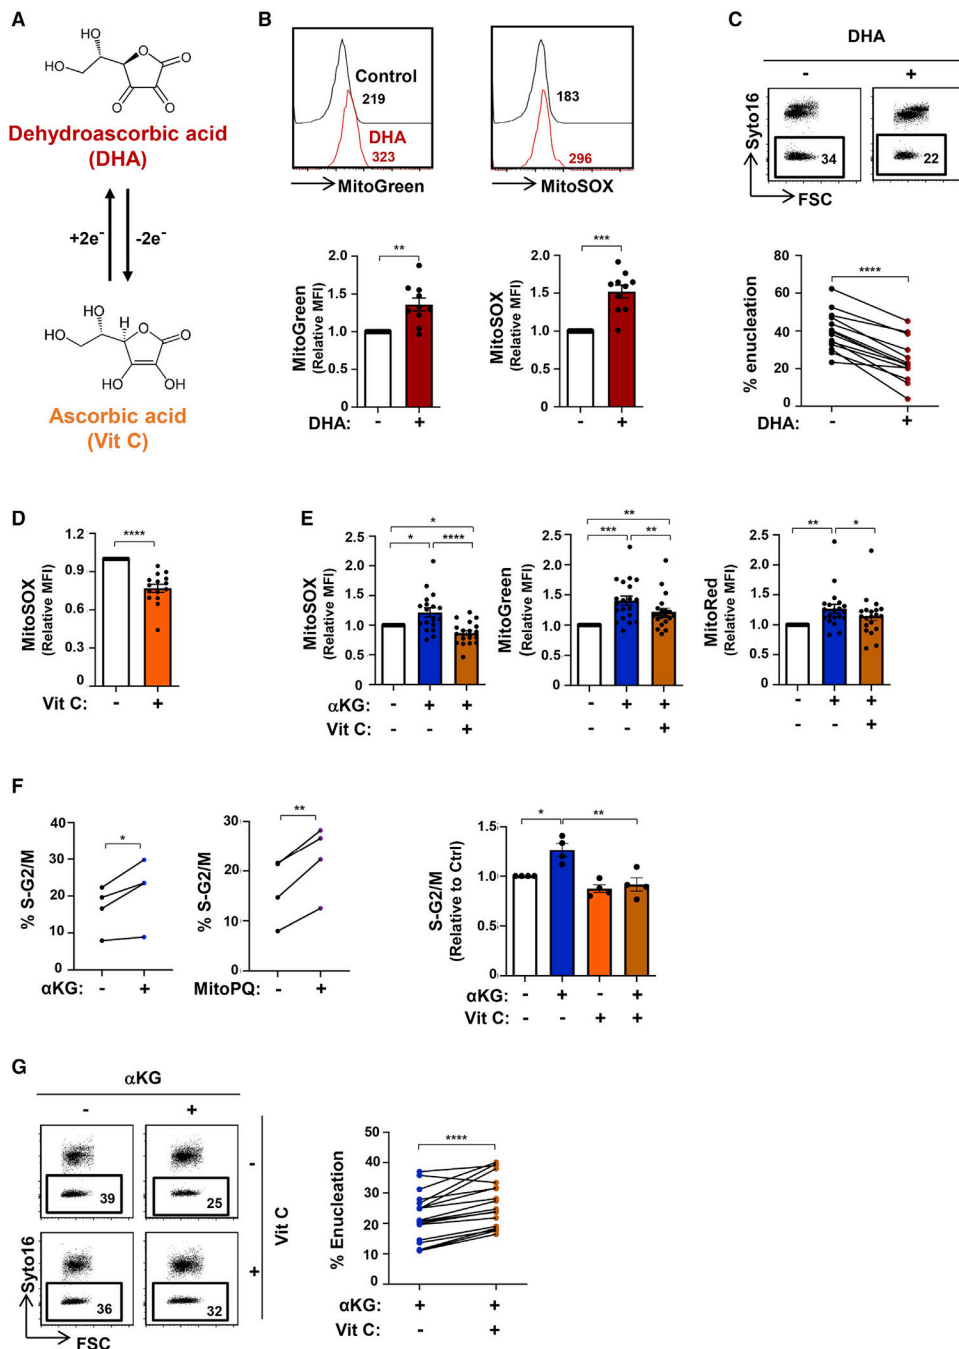 A
HO
HO
O
O
O
O
Dehydroascorbic acid
(DHA)
+2e-
-2e-
HO
HO
H
O
O
HO
OH
Ascorbic acid
(Vit C)
B
Control
219
DHA
323
MitoGreen
183
296
MitoSOX
MitoGreen
(Relative MFI)
2.0
1.5
1.0
0.5
0
**
DHA: - +
MitoSOX
(Relative MFI)
2.0
1.5
1.0
0.5
0
***
- +
C
DHA
- +
Syto16
34
22
FSC
% enucleation
80
60
40
20
0
****
DHA: - +
D
MitoSOX
(Relative MFI)
1.2
0.9
0.6
0.3
0
****
Vit C: - +
E
MitoSOX
(Relative MFI)
2.5
2.0
1.5
1.0
0.5
0
*
* ****
αKG: - + +
Vit C: - - +
MitoGreen
(Relative MFI)
2.5
2.0
1.5
1.0
0.5
0
**
*** **
- + +
- - +
MitoRed
(Relative MFI)
2.5
2.0
1.5
1.0
0.5
0
** *
- + +
- - +
F
% S-G2/M
40
30
20
10
0
*
αKG: - +
% S-G2/M
30
20
10
0
**
MitoPQ: - +
S-G2/M
(Relative to Ctrl)
1.5
1.0
0.5
0
* **
αKG: - + - +
Vit C: - - + +
G
αKG
- +
39
25
-
Vit C
Syto16
36
32
+
FSC
% Enucleation
50
40
30
20
10
0
****
αKG: + +
Vit C: - +